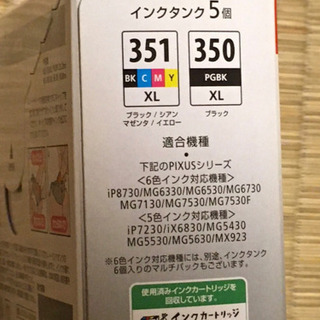 インクタンク5個
351 350
BK C M Y PGBK
XL XL
ブラック/シアン ブラック
マゼンタ/イエロー
適合機種
・
下記のPIXUSシリーズ
<6色インク対応機種>
iP8730/MG6330/MG6530/MG6730
MG7130/MG7530/MG7530F
<5色インク対応機種>
iP7230/iX6830/MG5430
MG5530/MG5630/MX923
※6色インク対応機種には、別途、インクタンク
6個入りのマルチパックもございます。
使用済みインクカートリッジを
回収しています。
インクカートリッジ